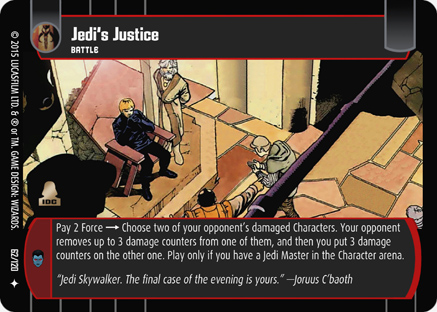 Jedi's Justice
BATTLE
© 2015 LUCASFILM LTD. & ® or TM. GAME DESIGN: WIZARDS.
IDC
62/120
Pay 2 Force → Choose two of your opponent's damaged Characters. Your opponent
removes up to 3 damage counters from one of them, and then you put 3 damage
counters on the other one. Play only if you have a Jedi Master in the Character arena.
"Jedi Skywalker. The final case of the evening is yours." —Joruus C'baoth